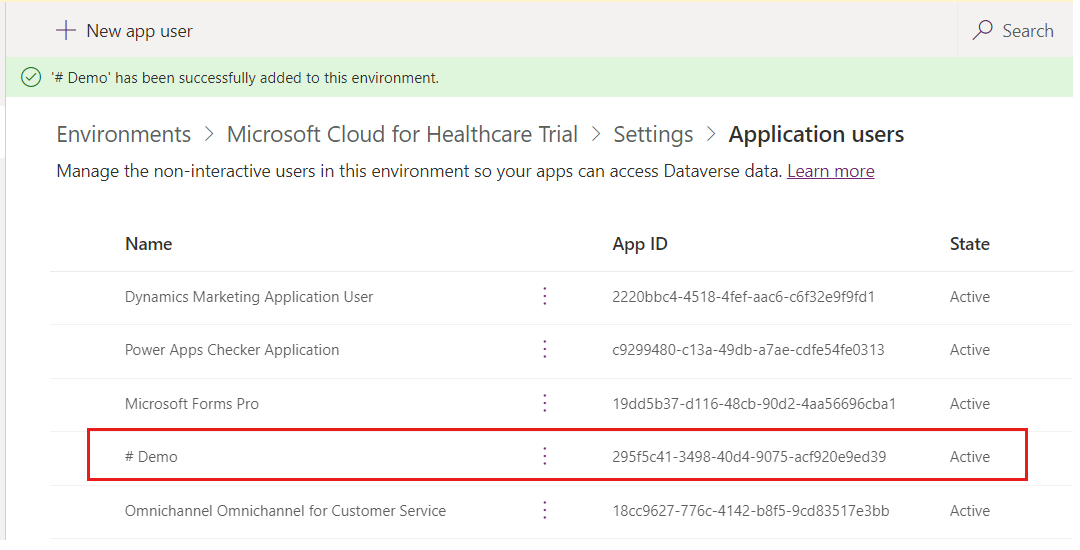 New app user
Search
'# Demo' has been successfully added to this environment.
Environments > Microsoft Cloud for Healthcare Trial > Settings > Application users
Manage the non-interactive users in this environment so your apps can access Dataverse data. Learn more
Name App ID State
Dynamics Marketing Application User 2220bbc4-4518-4fef-aac6-c6f32e9f9fd1 Active
Power Apps Checker Application c9299480-c13a-49db-a7ae-cdfe54fe0313 Active
Microsoft Forms Pro 19dd5b37-d116-48cb-90d2-4aa56696cba1 Active
# Demo 295f5c41-3498-40d4-9075-acf920e9ed39 Active
Omnichannel Omnichannel for Customer Service 18cc9627-776c-4142-b8f5-9cd83517e3bb Active